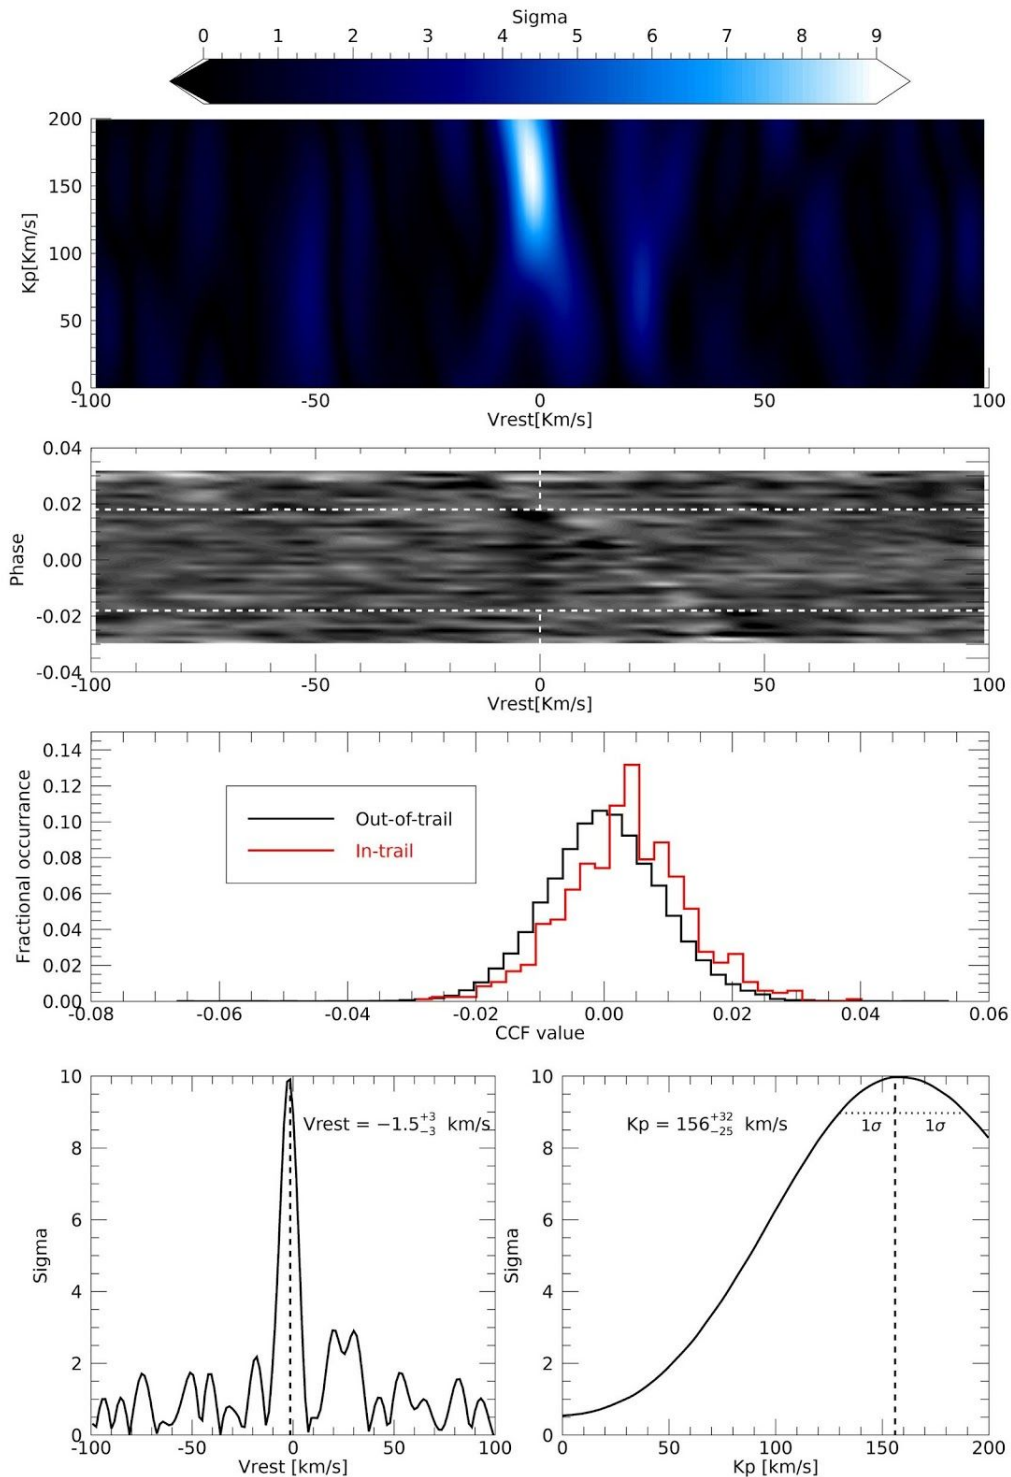 Sigma
0 1 2 3 4 5 6 7 8 9
200
150
100
50
0
Kp[Km/s]
-100 -50 0 50 100
Vrest[Km/s]
0.04
0.02
0.00
-0.02
-0.04
Phase
-100 -50 0 50 100
Vrest[Km/s]
0.14
0.12
0.10
0.08
0.06
0.04
0.02
0.00
Fractional occurrance
Out-of-trail
In-trail
-0.08 -0.06 -0.04 -0.02 0.00 0.02 0.04 0.06
CCF value
10
8
6
4
2
0
Sigma
Vrest = −1.5+3−3 km/s
-100 -50 0 50 100
Vrest [km/s]
10
8
6
4
2
0
Sigma
Kp = 156+32−25 km/s
1σ 1σ
0 50 100 150 200
Kp [km/s]